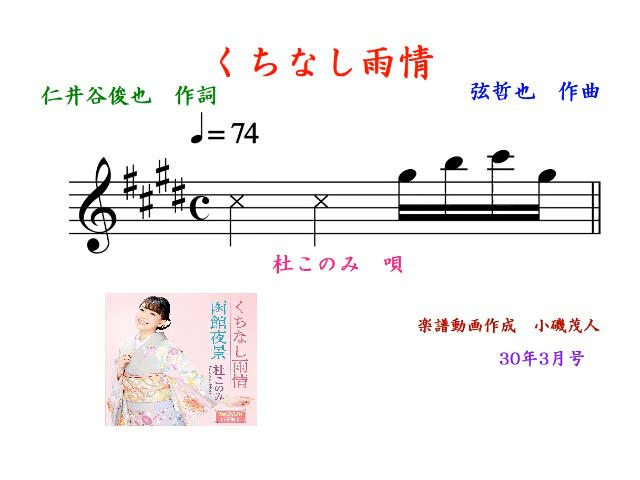 くちなし雨情
仁井谷俊也　作詞
弦哲也　作曲
♩=74
杜このみ　唄
くちなし雨情
函館夜景
杜このみ
楽譜動画作成　小磯茂人
30年3月号